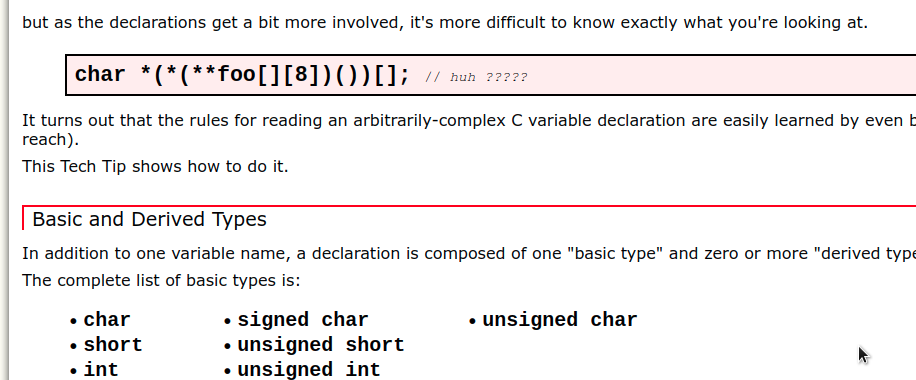 but as the declarations get a bit more involved, it's more difficult to know exactly what you're looking at.
char *(*(**foo[][8])())[]; // huh ?????
It turns out that the rules for reading an arbitrarily-complex C variable declaration are easily learned by even
reach).
This Tech Tip shows how to do it.
Basic and Derived Types
In addition to one variable name, a declaration is composed of one "basic type" and zero or more "derived type
The complete list of basic types is:
• char • signed char • unsigned char
• short • unsigned short
• int • unsigned int